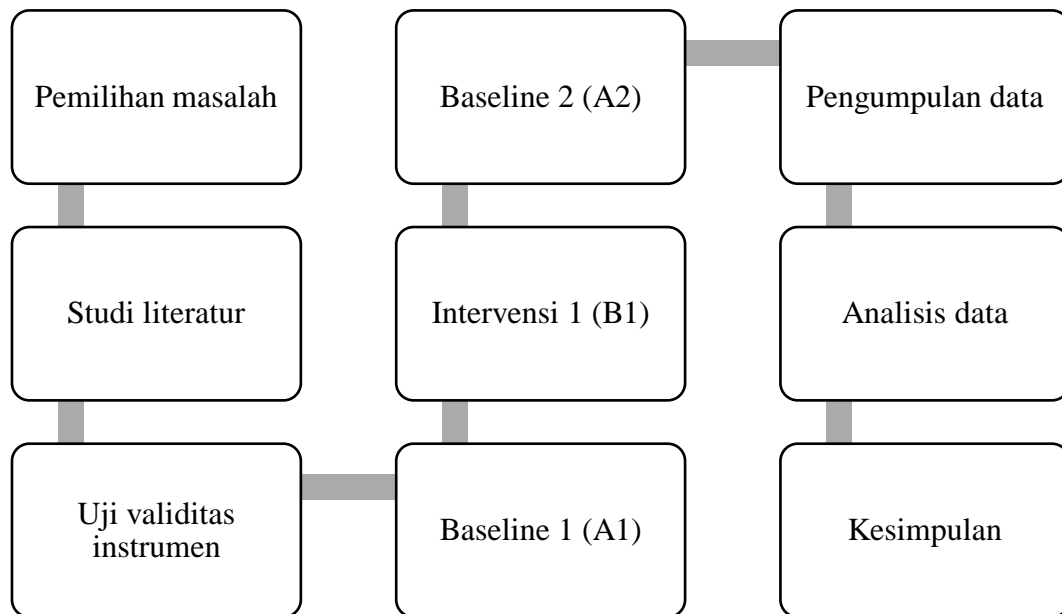 Pemilihan masalah
Studi literatur
Uji validitas
instrumen
Baseline 1 (A1)
Intervensi 1 (B1)
Baseline 2 (A2)
Pengumpulan data
Analisis data
Kesimpulan